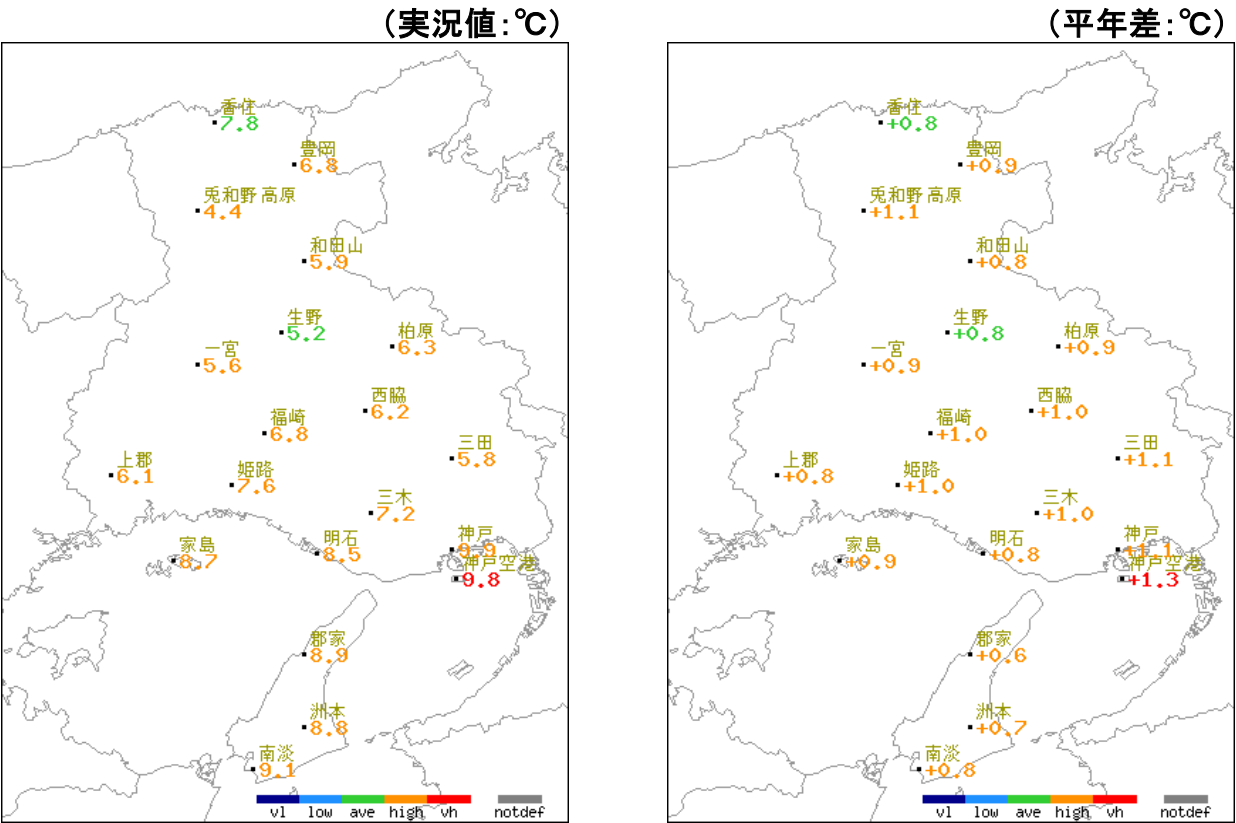 （実況値：℃）
香住
7.8
豊岡
6.8
兎和野高原
4.4
和田山
5.9
生野
5.2
柏原
6.3
一宮
5.6
西脇
6.2
福崎
6.8
三田
5.8
上郡
6.1
姫路
7.6
三木
7.2
家島
8.7
明石
8.5
神戸
9.9
神戸空港
9.8
郡家
8.9
洲本
8.8
南淡
9.1
vl low ave high vh notdef
（平年差：℃）
香住
+0.8
豊岡
+0.9
兎和野高原
+1.1
和田山
+0.8
生野
+0.8
柏原
+0.9
一宮
+0.9
西脇
+1.0
福崎
+1.0
三田
+1.1
上郡
+0.8
姫路
+1.0
三木
+1.0
家島
+0.9
明石
+0.8
神戸
+1.1
神戸空港
+1.3
郡家
+0.6
洲本
+0.7
南淡
+0.8
vl low ave high vh notdef